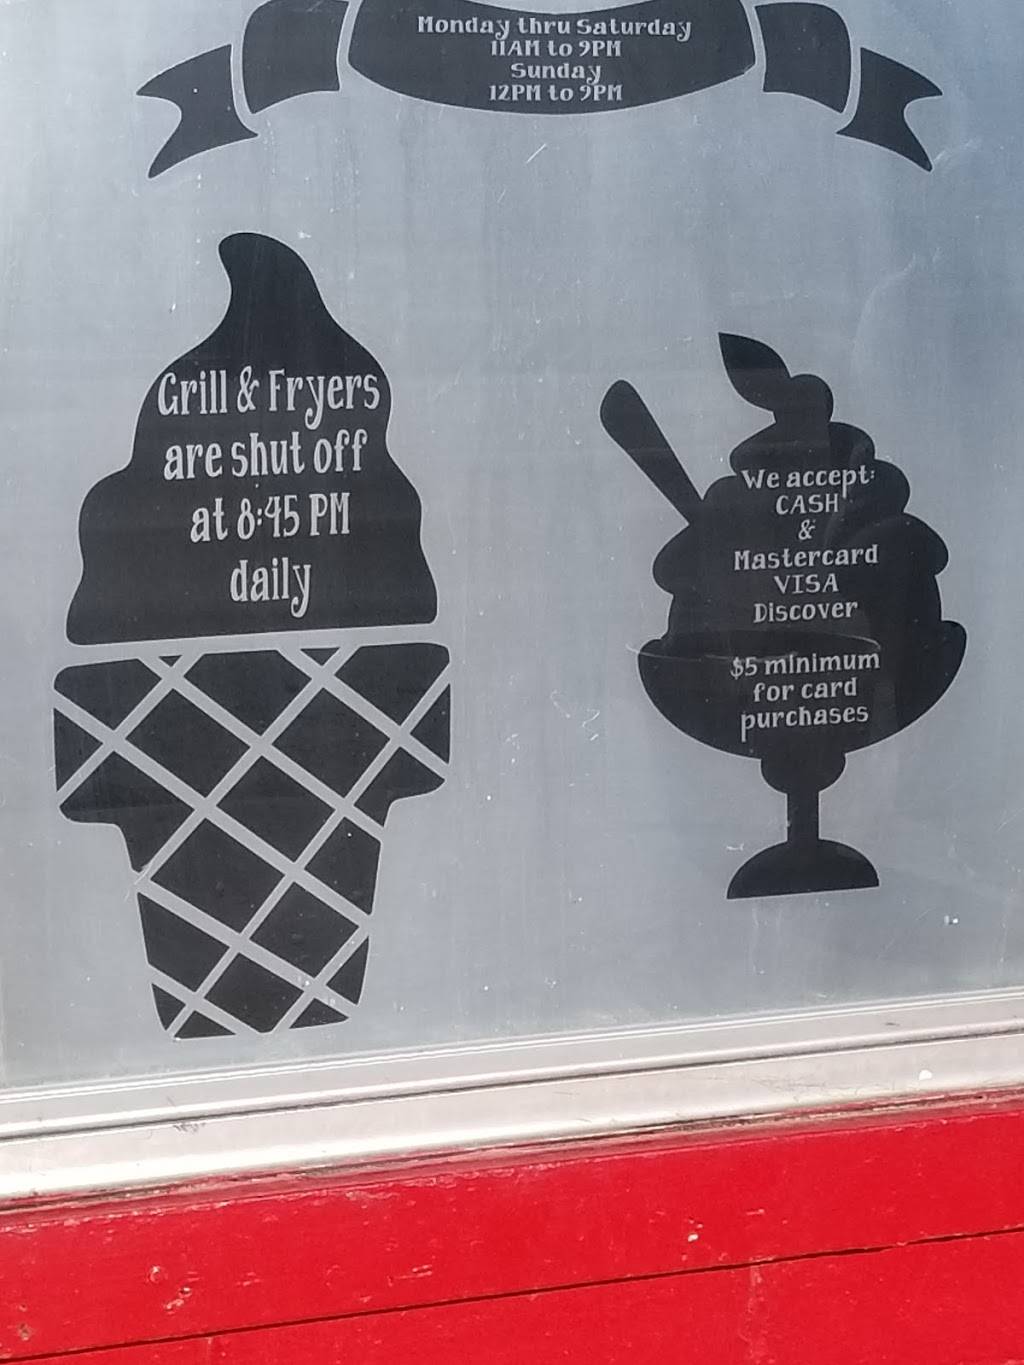 Monday thru Saturday
11AM to 9PM
Sunday
12PM to 9PM
Grill & Fryers
are shut off
at 8:45 PM
daily
We accept:
CASH
&
Mastercard
VISA
Discover
$5 minimum
for card
purchases